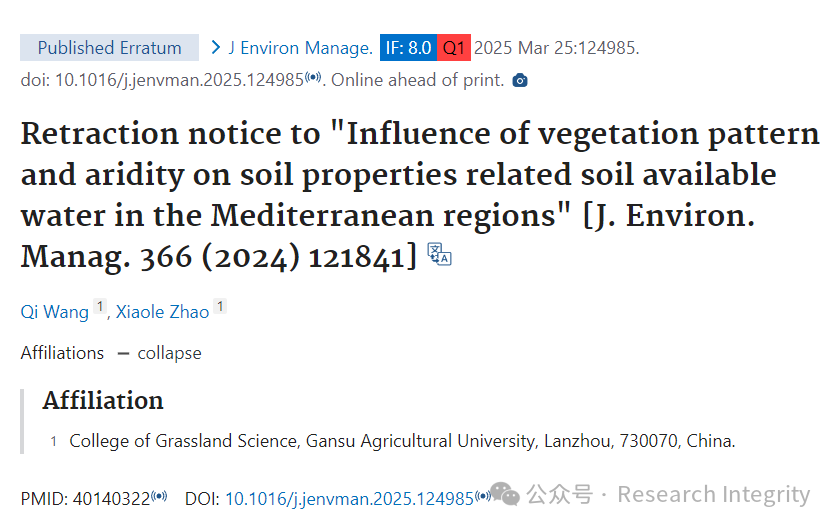 Published Erratum > J Environ Manage. IF: 8.0 Q1 2025 Mar 25:124985.
doi: 10.1016/j.jenvman.2025.124985. Online ahead of print.
Retraction notice to "Influence of vegetation pattern
and aridity on soil properties related soil available
water in the Mediterranean regions" [J. Environ.
Manag. 366 (2024) 121841]
Qi Wang 1, Xiaole Zhao 1
Affiliations — collapse
Affiliation
1 College of Grassland Science, Gansu Agricultural University, Lanzhou, 730070, China.
PMID: 40140322 DOI: 10.1016/j.jenvman.2025.124985
公众号 · Research Integrity